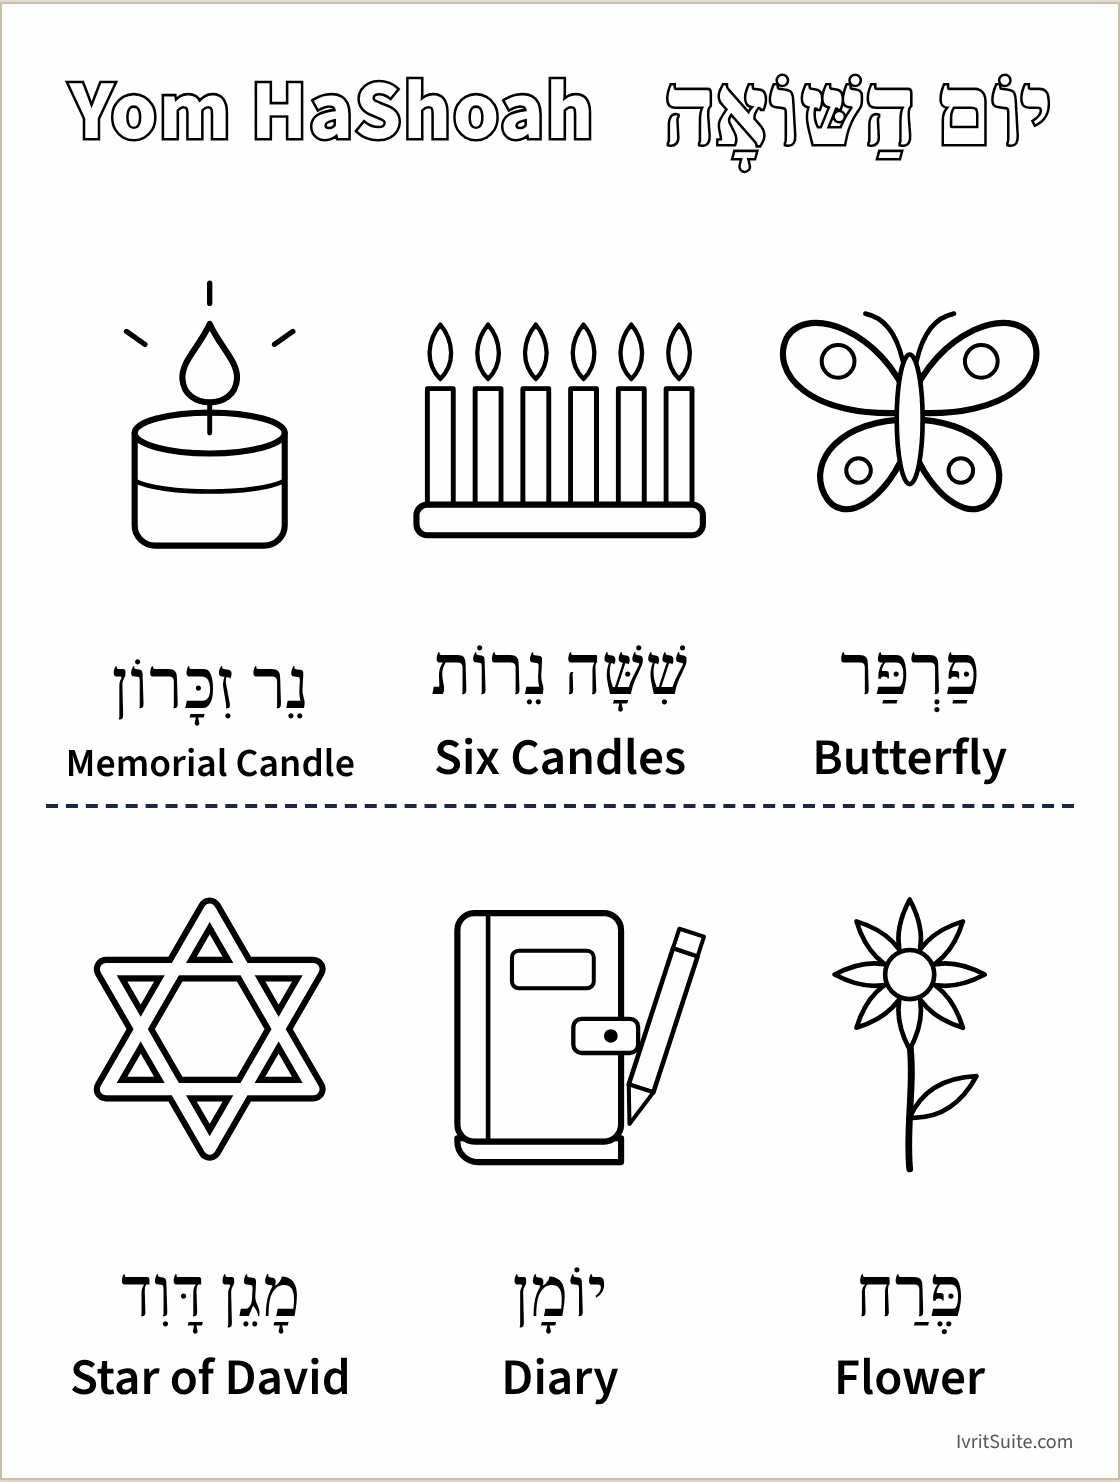 Yom HaShoah יוֹם הַשּׁוֹאָה
נֵר זִכָּרוֹן
Memorial Candle
שִׁשָּׁה נֵרוֹת
Six Candles
פַּרְפַּר
Butterfly
מָגֵן דָּוִד
Star of David
יוֹמָן
Diary
פֶּרַח
Flower
IvritSuite.com